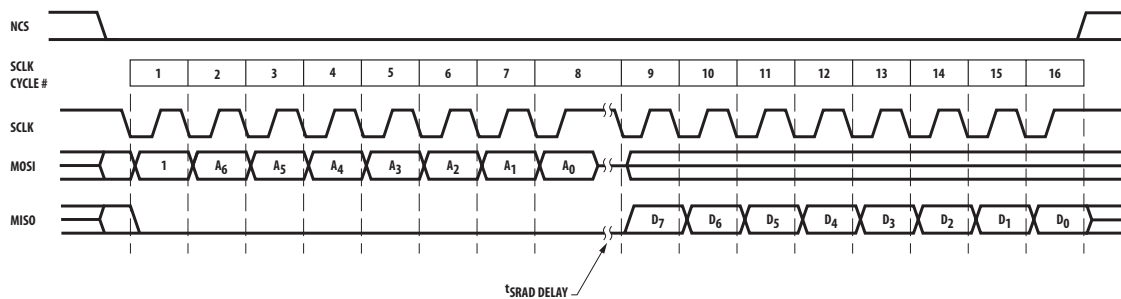 NCS
SCLK
CYCLE #
1 2 3 4 5 6 7 8 9 10 11 12 13 14 15 16
SCLK
MOSI 1 A6 A5 A4 A3 A2 A1 A0
MISO D7 D6 D5 D4 D3 D2 D1 D0
tSRAD DELAY